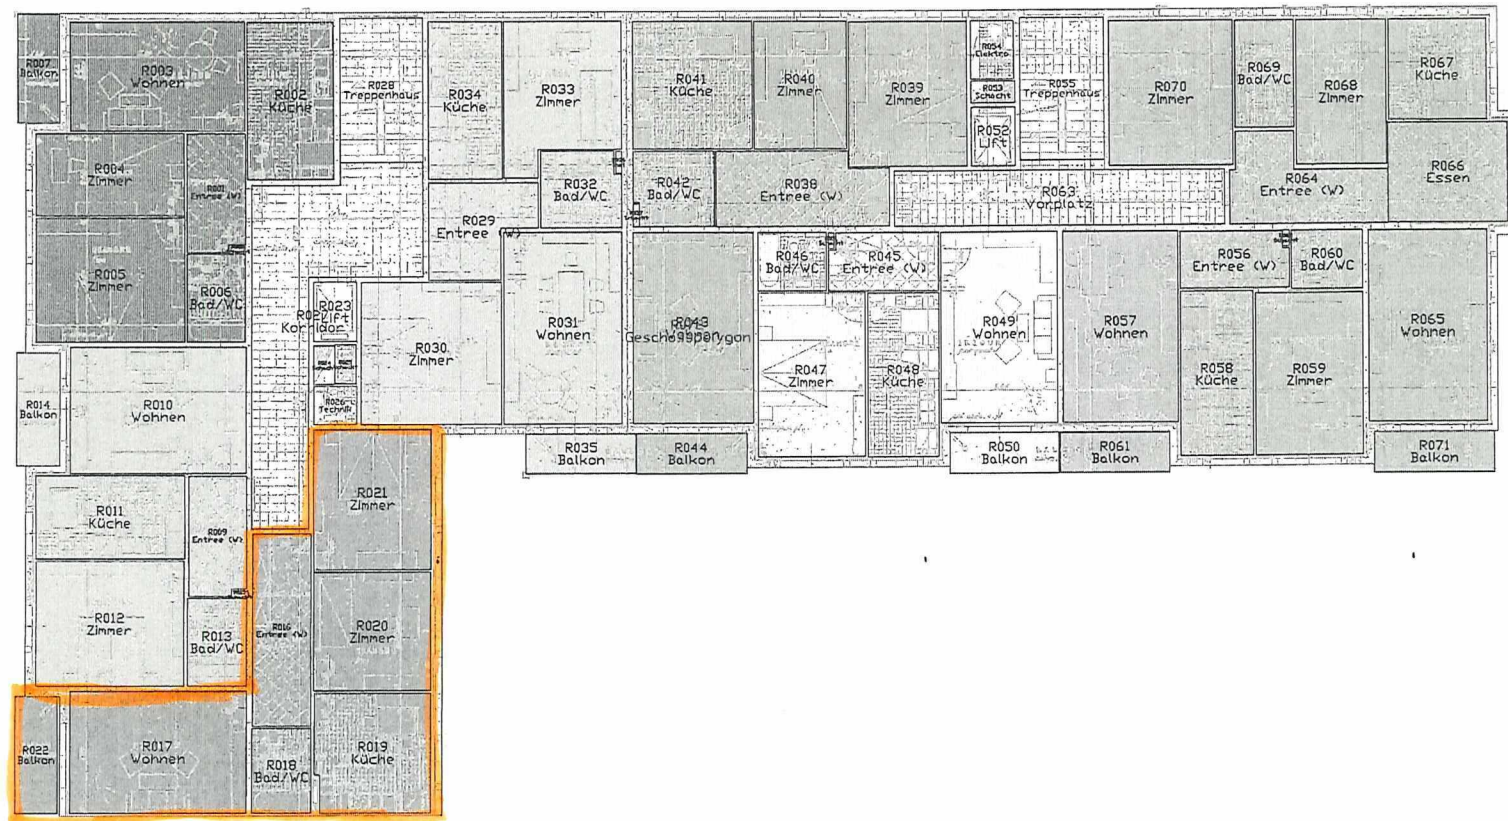 R007
Balkon
R003
Wohnen
R002
Küche
R028
Treppenhaus
R034
Küche
R033
Zimmer
R041
Küche
R040
Zimmer
R039
Zimmer
R054
Elektro
R053
Schacht
R052
Lift
R055
Treppenhaus
R070
Zimmer
R069
Bad/WC
R068
Zimmer
R067
Küche
R004
Zimmer
R001
Entree (W)
R032
Bad/WC
R042
Bad/WC
R038
Entree (W)
R063
Vorplatz
R064
Entree (W)
R066
Essen
R029
Entree (W)
R005
Zimmer
R006
Bad/WC
R023
Lift
Korridor
R030
Zimmer
R031
Wohnen
R043
R046
Bad/WC
R045
Entree (W)
R047
Zimmer
R048
Küche
R049
Wohnen
R057
Wohnen
R056
Entree (W)
R060
Bad/WC
R058
Küche
R059
Zimmer
R065
Wohnen
R014
Balkon
R010
Wohnen
R026
Technik
R035
Balkon
R044
Balkon
R050
Balkon
R061
Balkon
R071
Balkon
R011
Küche
R009
Entree (W)
R021
Zimmer
R012
Zimmer
R013
Bad/WC
R016
Entree (W)
R020
Zimmer
R022
Balkon
R017
Wohnen
R018
Bad/WC
R019
Küche